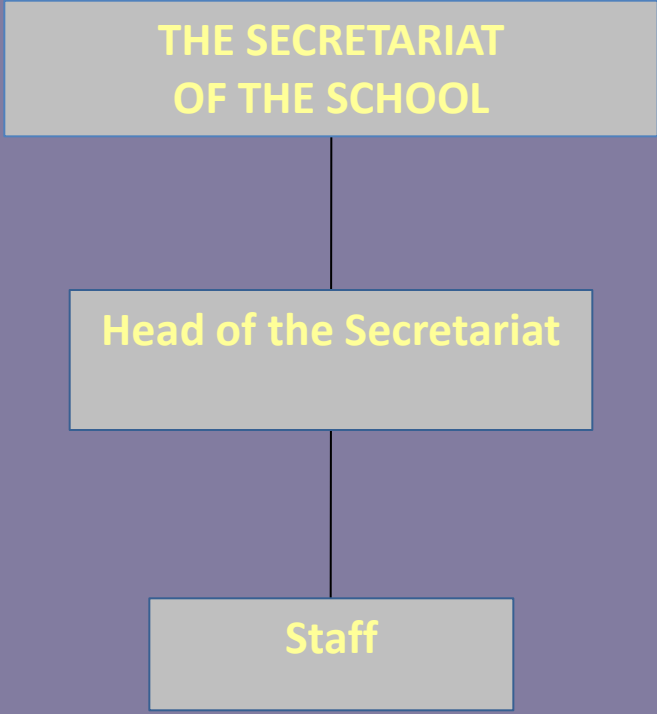 THE SECRETARIAT
OF THE SCHOOL
Head of the Secretariat
Staff